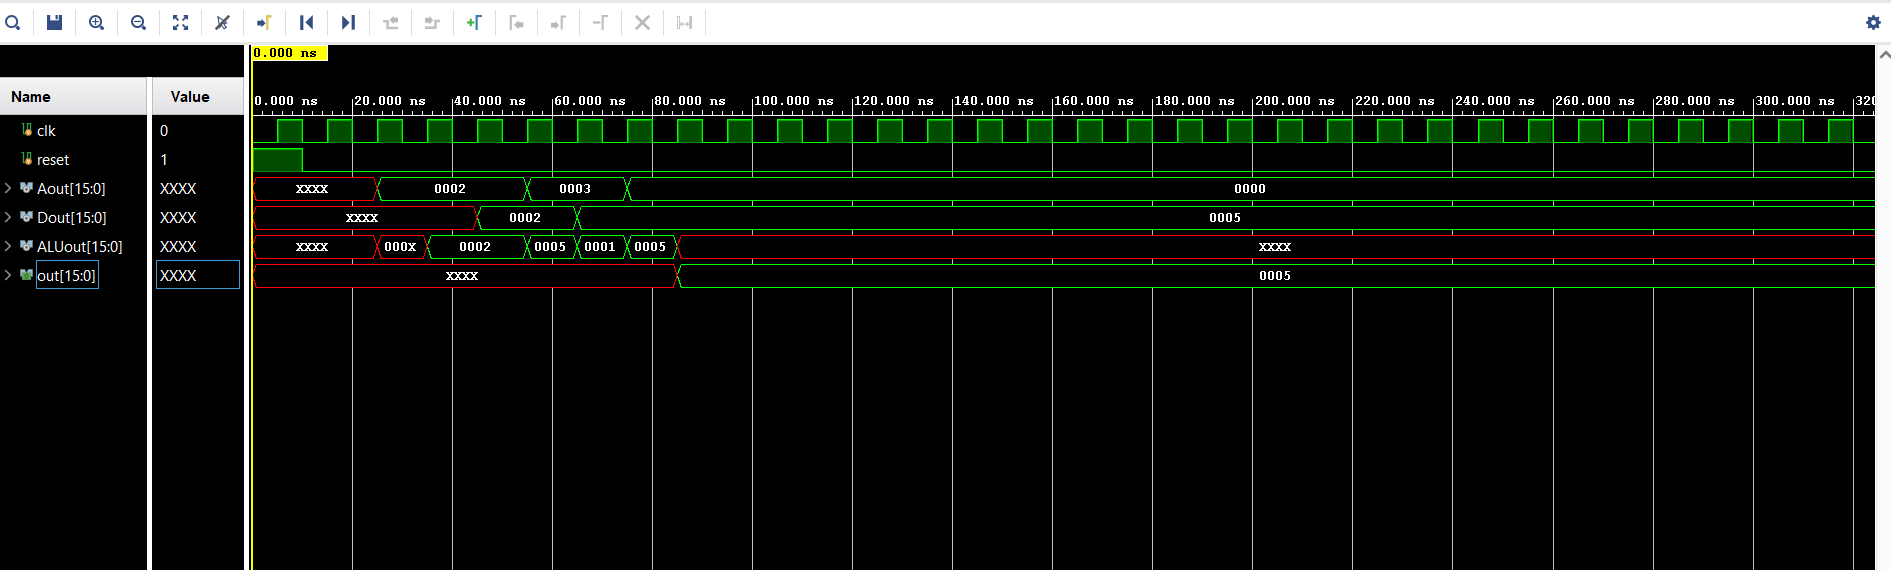 0.000 ns
Name Value
0.000 ns 20.000 ns 40.000 ns 60.000 ns 80.000 ns 100.000 ns 120.000 ns 140.000 ns 160.000 ns 180.000 ns 200.000 ns 220.000 ns 240.000 ns 260.000 ns 280.000 ns 300.000 ns 320
clk 0
reset 1
Aout[15:0] XXXX XXXX 0002 0003 0000
Dout[15:0] XXXX XXXX 0002 0005
ALUout[15:0] XXXX XXXX 000X 0002 0005 0001 0005 XXXX
out[15:0] XXXX XXXX 0005